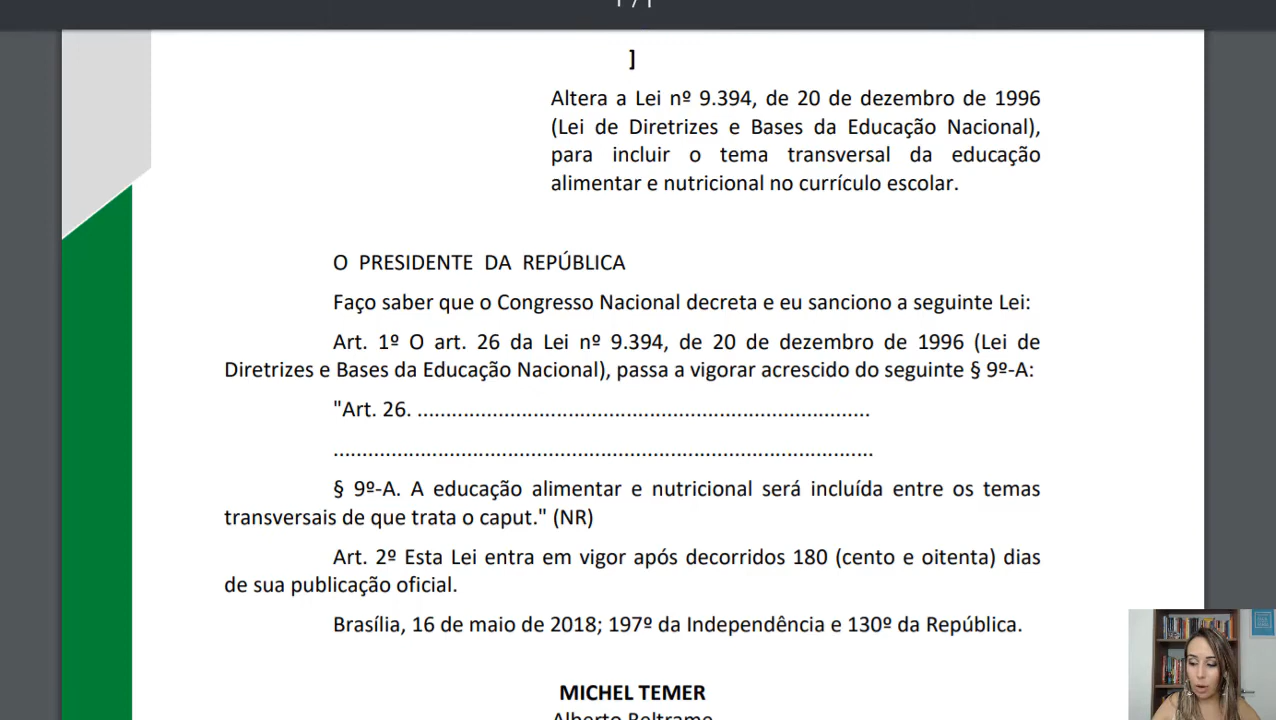 ]
Altera a Lei nº 9.394, de 20 de dezembro de 1996
(Lei de Diretrizes e Bases da Educação Nacional),
para incluir o tema transversal da educação
alimentar e nutricional no currículo escolar.
O PRESIDENTE DA REPÚBLICA
Faço saber que o Congresso Nacional decreta e eu sanciono a seguinte Lei:
Art. 1º O art. 26 da Lei nº 9.394, de 20 de dezembro de 1996 (Lei de
Diretrizes e Bases da Educação Nacional), passa a vigorar acrescido do seguinte § 9º-A:
"Art. 26. ..............................................................................
.............................................................................................
§ 9º-A. A educação alimentar e nutricional será incluída entre os temas
transversais de que trata o caput." (NR)
Art. 2º Esta Lei entra em vigor após decorridos 180 (cento e oitenta) dias
de sua publicação oficial.
Brasília, 16 de maio de 2018; 197º da Independência e 130º da República.
MICHEL TEMER
Alberto Beltrame